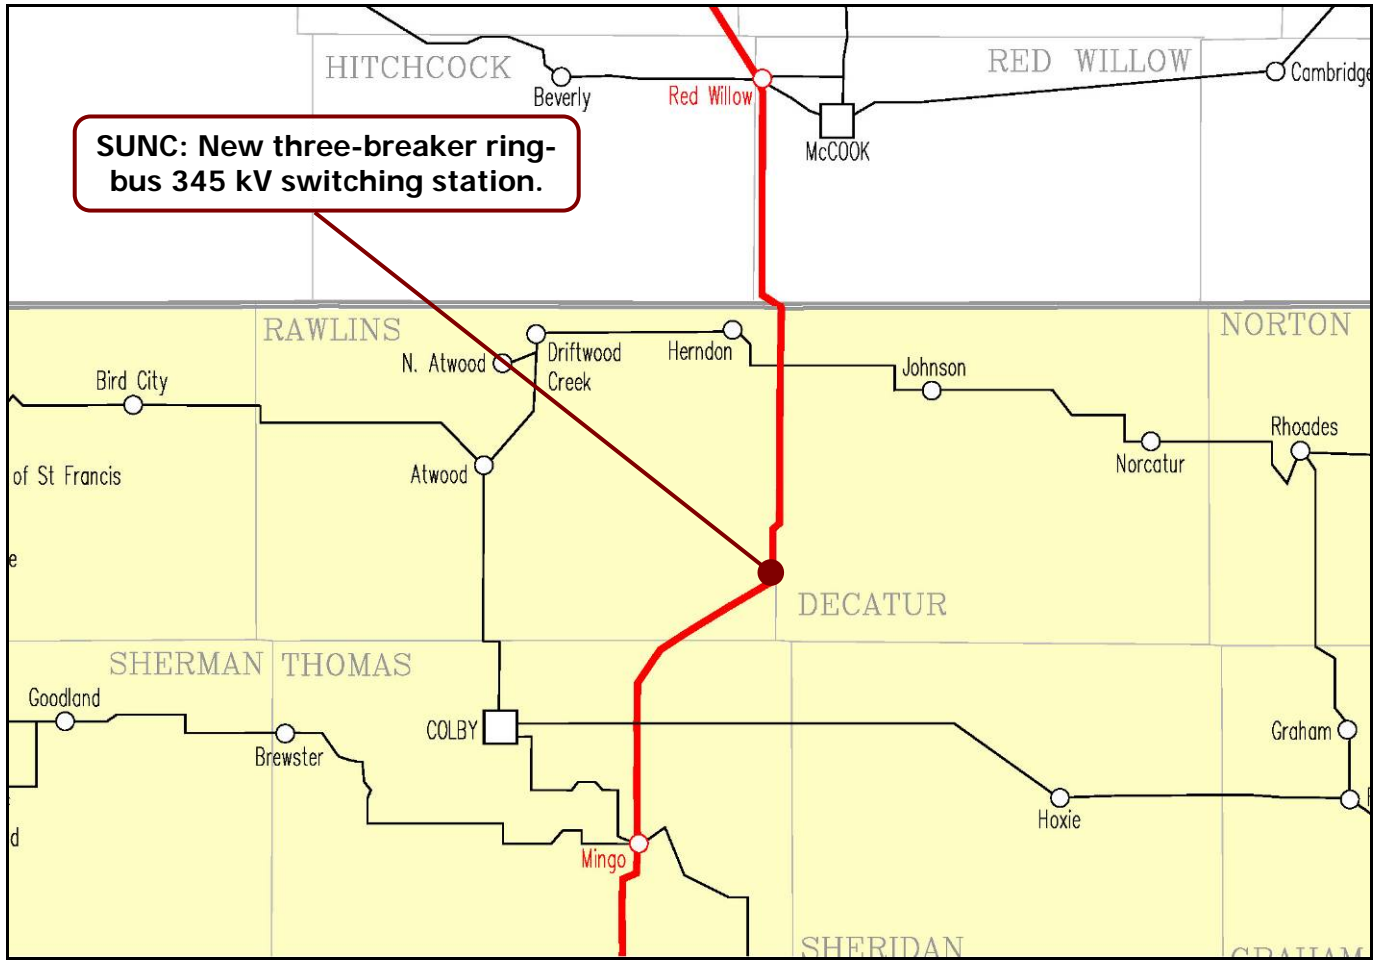 HITCHCOCK
RED WILLOW
Beverly
Red Willow
Cambridge
McCOOK
SUNC: New three-breaker ring-
bus 345 kV switching station.
RAWLINS
NORTON
N. Atwood
Driftwood
Creek
Herndon
Johnson
Bird City
Rhoades
Atwood
Norcatur
of St Francis
e
DECATUR
SHERMAN
THOMAS
Goodland
COLBY
Brewster
Graham
Hoxie
d
Mingo
SHERIDAN
GRAHAM